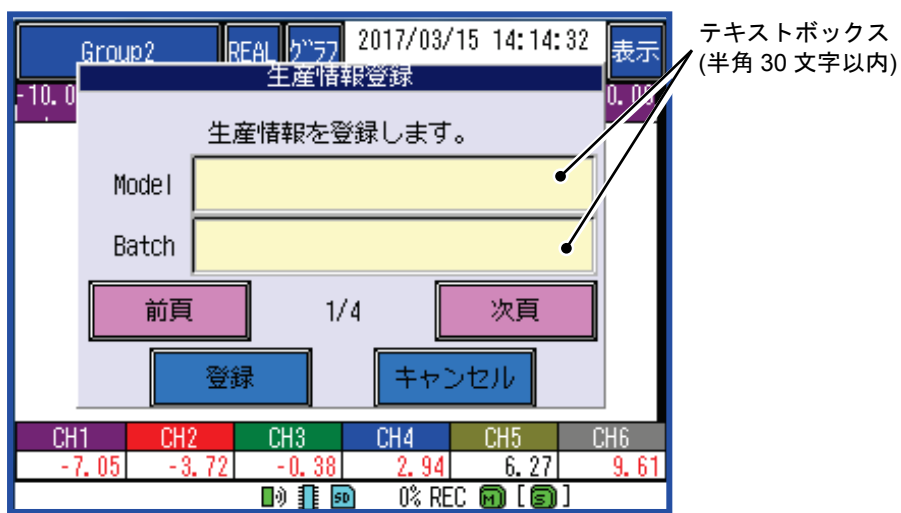 Group2 REAL グラフ 2017/03/15 14:14:32 表示
生産情報登録
-10.0
0.00
生産情報を登録します。
Model
Batch
前頁 1/4 次頁
登録 キャンセル
CH1 CH2 CH3 CH4 CH5 CH6
-7.05 -3.72 -0.38 2.94 6.27 9.61
SD 0% REC M [S]
テキストボックス
(半角 30 文字以内)